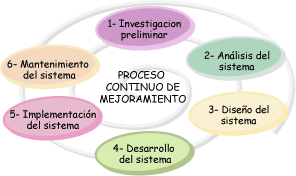 1- Investigacion
preliminar
2- Análisis del
sistema
3- Diseño del
sistema
4- Desarrollo
del sistema
5- Implementación
del sistema
6- Mantenimiento
del sistema
PROCESO
CONTINUO DE
MEJORAMIENTO